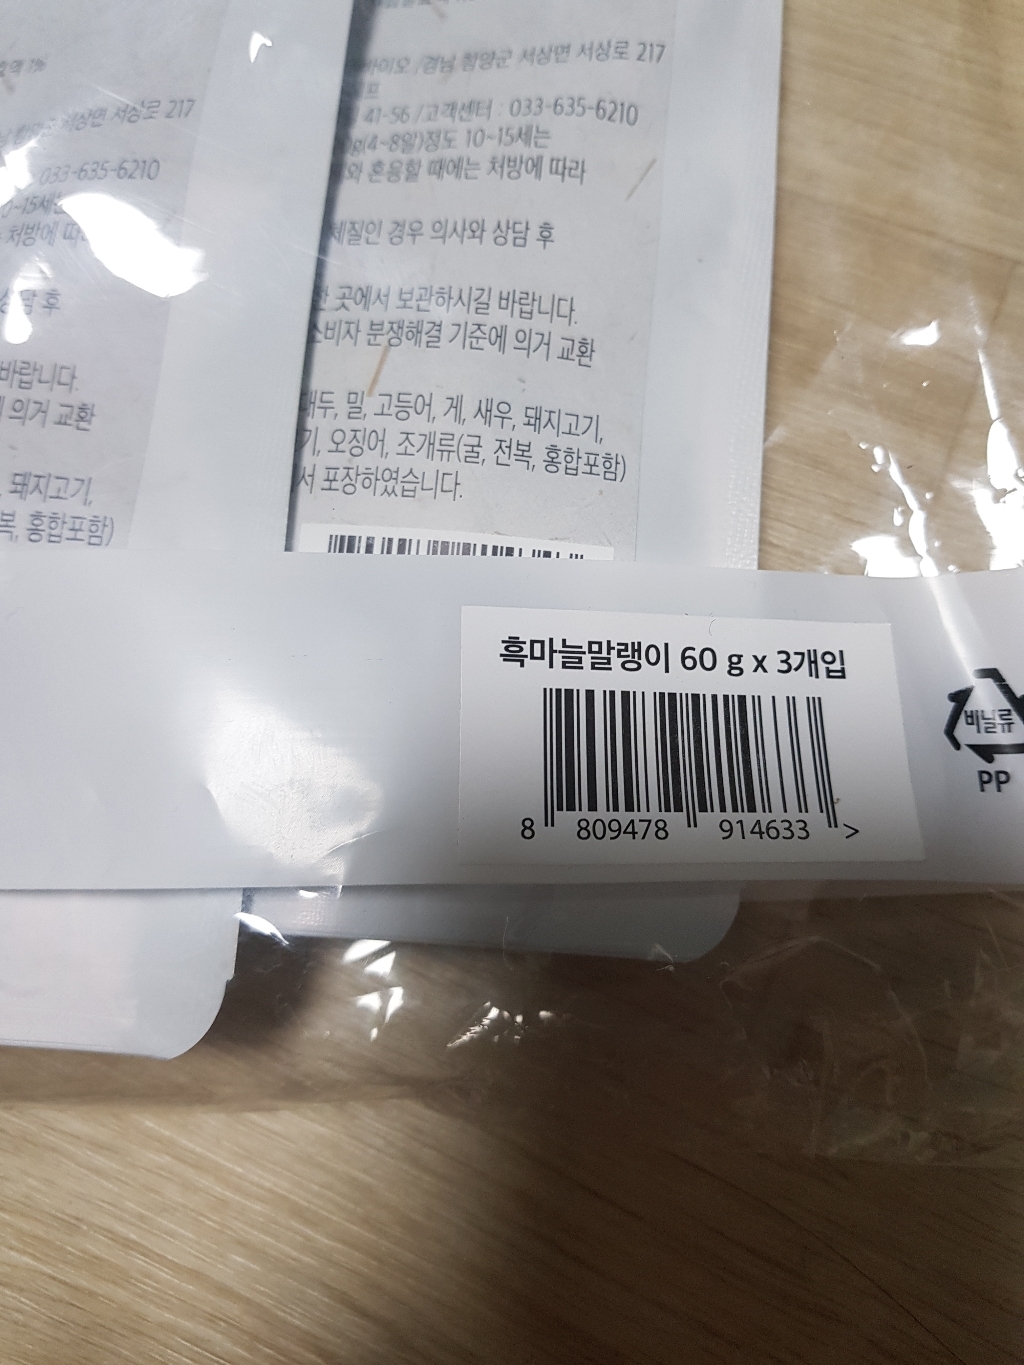 효액 1%
서상면 서상로 217
033-635-6210
처방에 따라
상담 후
바랍니다.
의거 교환
돼지고기,
복, 홍합포함)
바이오 /경남 함양군 서상면 서상로 217
41-56 /고객센터 : 033-635-6210
(4~8알)정도 10~15세는
와 혼용할 때에는 처방에 따라
체질인 경우 의사와 상담 후
한 곳에서 보관하시길 바랍니다.
소비자 분쟁해결 기준에 의거 교환
대두, 밀, 고등어, 게, 새우, 돼지고기,
기, 오징어, 조개류(굴, 전복, 홍합포함)
서 포장하였습니다.
흑마늘말랭이 60 g x 3개입
8 809478 914633 >
비닐류
PP